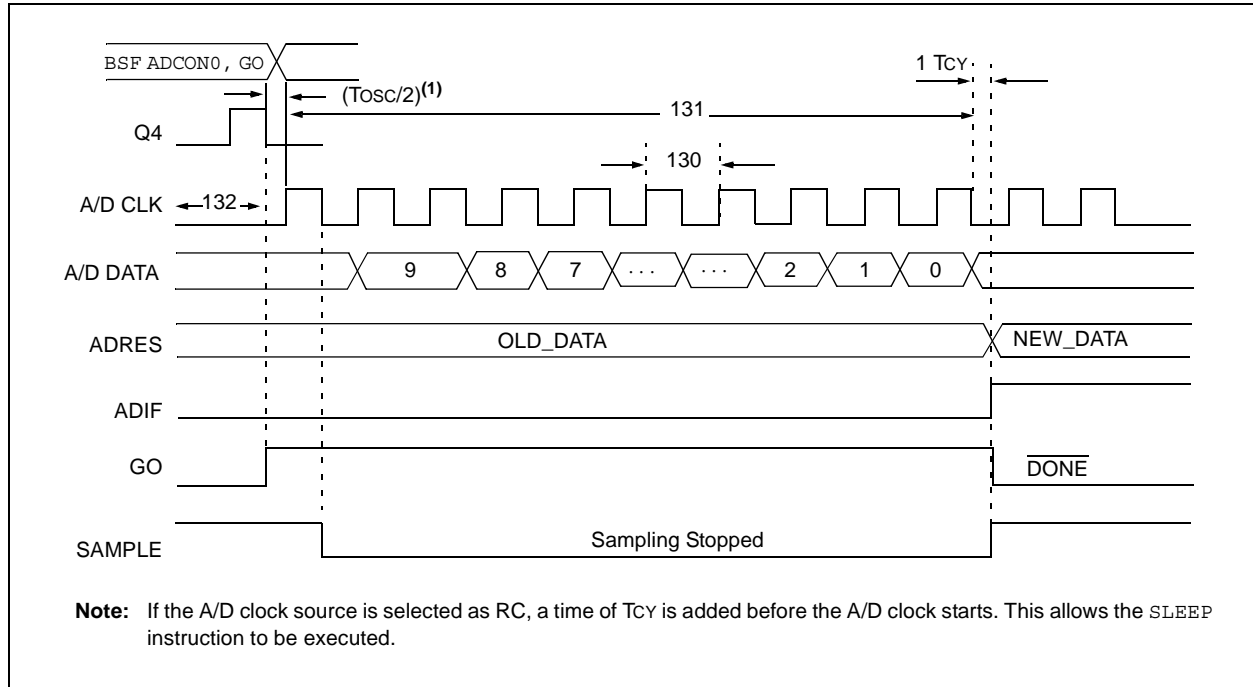 BSF ADCON0, GO
1 TCY
(TOSC/2)(1)
131
Q4
130
A/D CLK
132
A/D DATA
9 8 7 ... ... 2 1 0
ADRES
OLD_DATA
NEW_DATA
ADIF
GO
DONE
SAMPLE
Sampling Stopped
Note: If the A/D clock source is selected as RC, a time of TCY is added before the A/D clock starts. This allows the SLEEP
instruction to be executed.